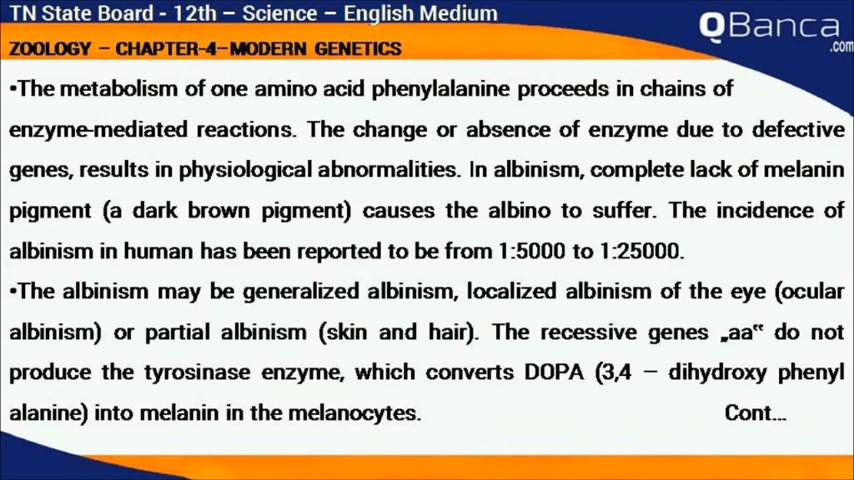 TN State Board - 12th – Science – English Medium
QBanca
.com
ZOOLOGY – CHAPTER-4–MODERN GENETICS
•The metabolism of one amino acid phenylalanine proceeds in chains of
enzyme-mediated reactions. The change or absence of enzyme due to defective
genes, results in physiological abnormalities. In albinism, complete lack of melanin
pigment (a dark brown pigment) causes the albino to suffer. The incidence of
albinism in human has been reported to be from 1:5000 to 1:25000.
•The albinism may be generalized albinism, localized albinism of the eye (ocular
albinism) or partial albinism (skin and hair). The recessive genes „aa‟ do not
produce the tyrosinase enzyme, which converts DOPA (3,4 – dihydroxy phenyl
alanine) into melanin in the melanocytes. Cont...